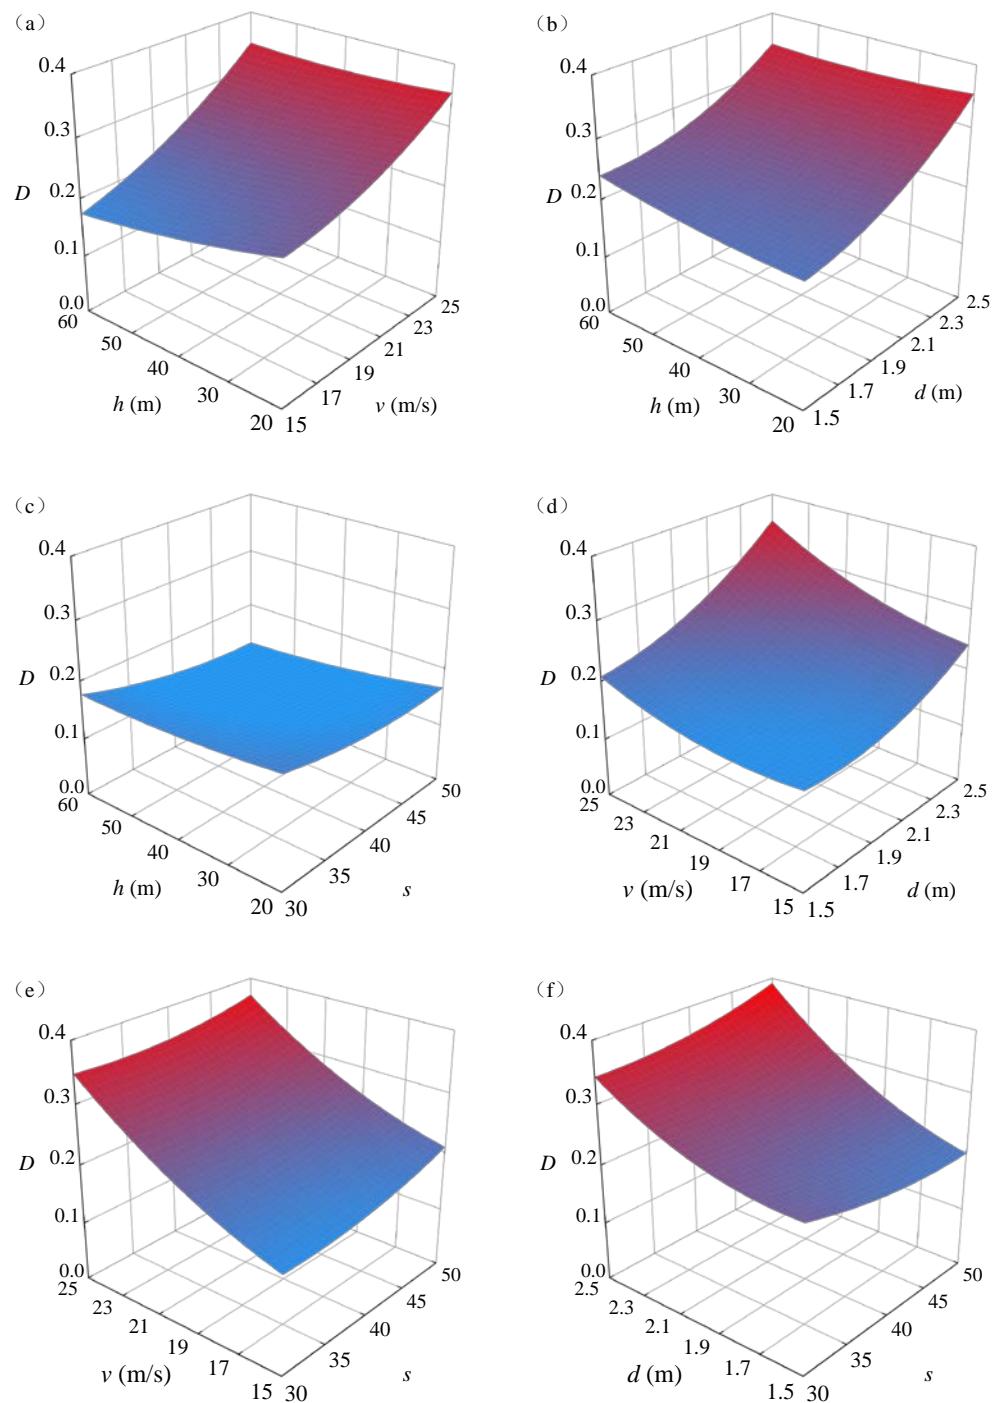 (a)
0.4
0.3
D 0.2
0.1
0.0
60 50 40 30 20
h (m)
15 17 19 21 23 25
v (m/s)
(b)
0.4
0.3
D 0.2
0.1
0.0
60 50 40 30 20
h (m)
1.5 1.7 1.9 2.1 2.3 2.5
d (m)
(c)
0.4
0.3
D 0.2
0.1
0.0
60 50 40 30 20
h (m)
30 35 40 45 50
s
(d)
0.4
0.3
D 0.2
0.1
0.0
25 23 21 19 17 15
v (m/s)
1.5 1.7 1.9 2.1 2.3 2.5
d (m)
(e)
0.4
0.3
D 0.2
0.1
0.0
25 23 21 19 17 15
v (m/s)
30 35 40 45 50
s
(f)
0.4
0.3
D 0.2
0.1
0.0
2.5 2.3 2.1 1.9 1.7 1.5
d (m)
30 35 40 45 50
s